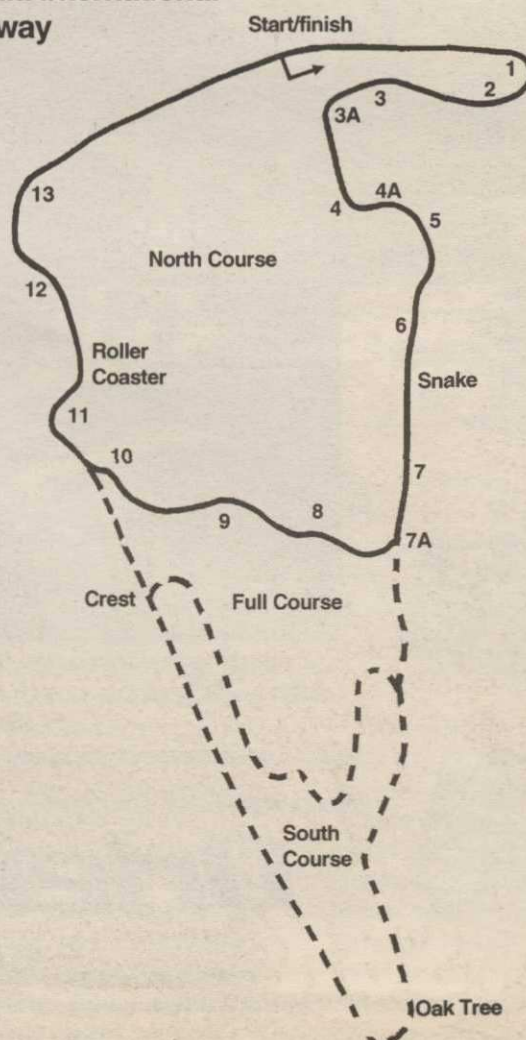 way
Start/finish
1
2
3
3A
4
4A
5
13
12
North Course
6
Roller
Coaster
Snake
11
10
7
9
8
7A
Crest
Full Course
South
Course
Oak Tree